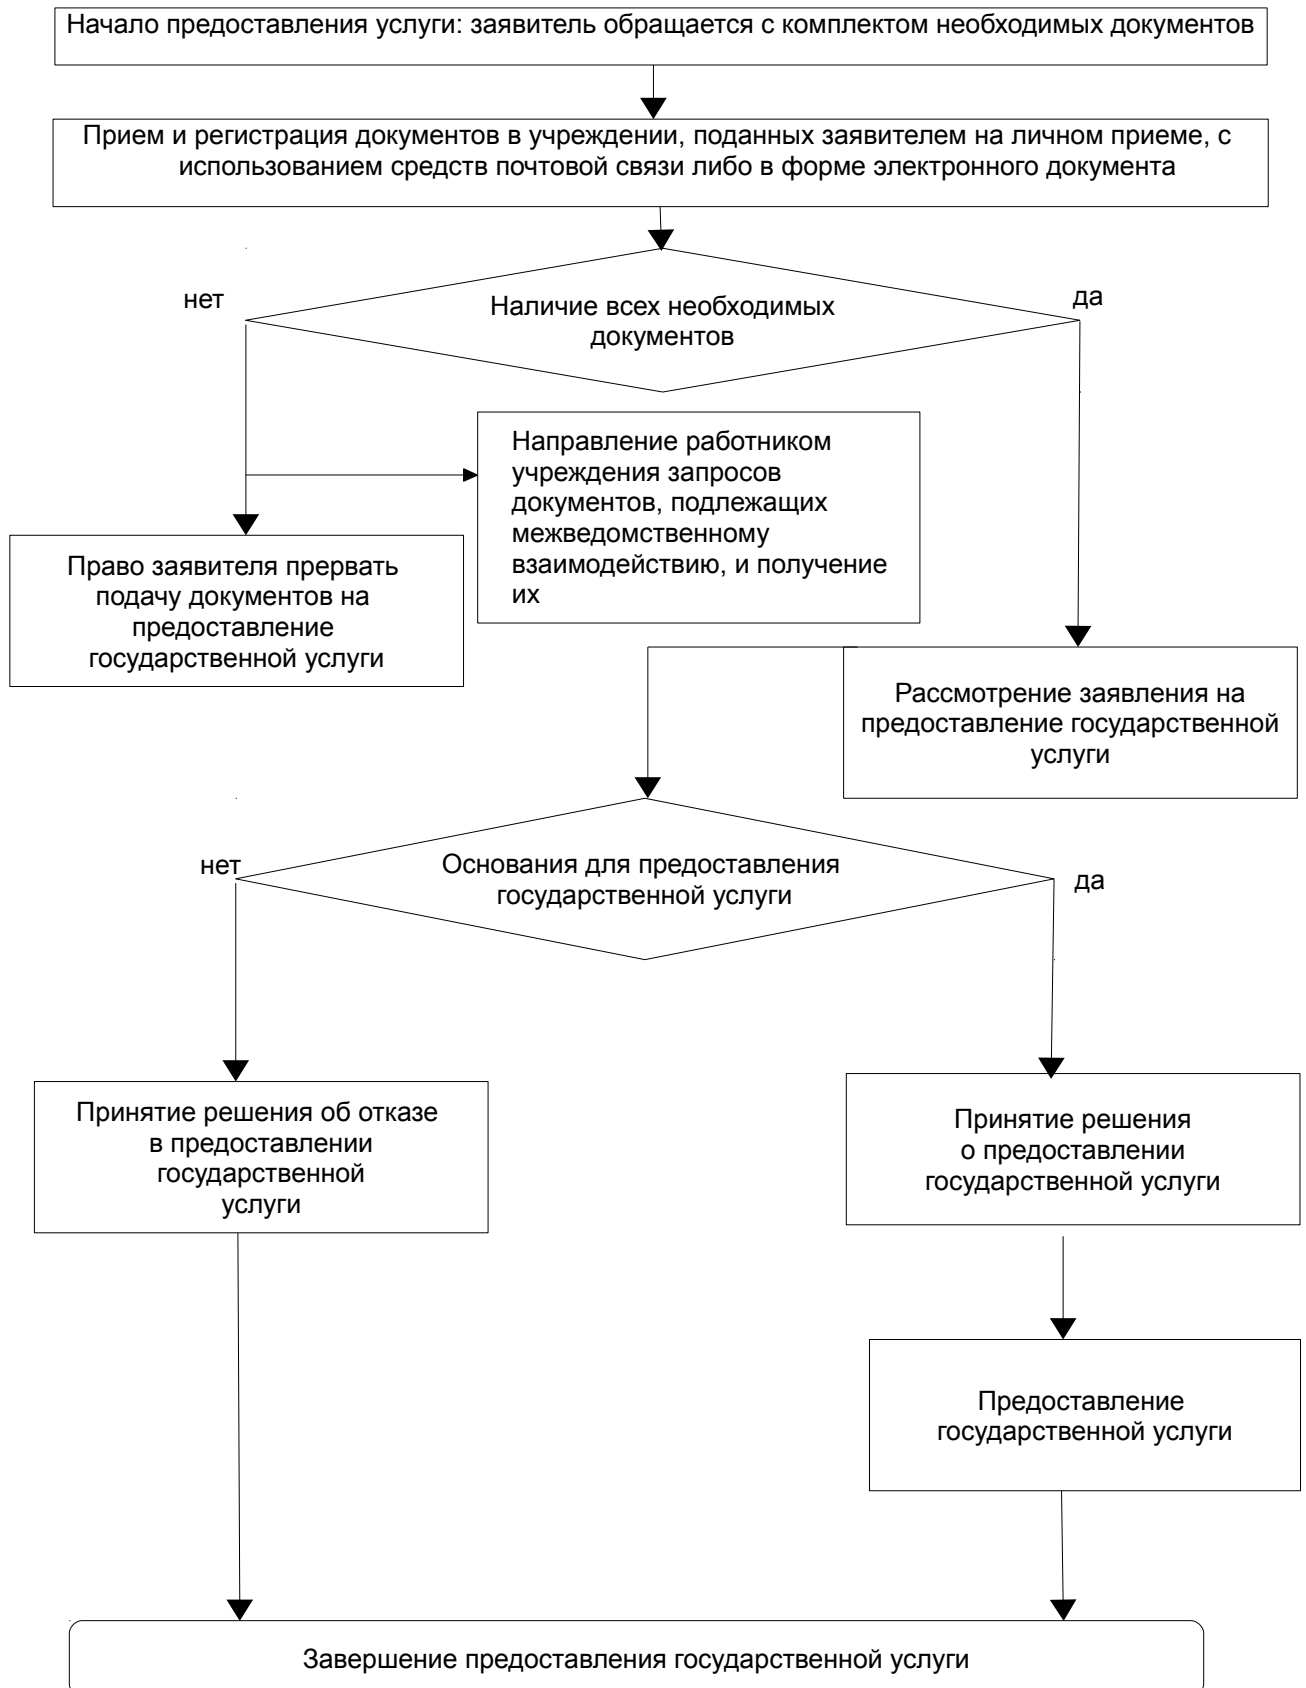 Начало предоставления услуги: заявитель обращается с комплектом необходимых документов
Прием и регистрация документов в учреждении, поданных заявителем на личном приеме, с
использованием средств почтовой связи либо в форме электронного документа
нет
да
Наличие всех необходимых
документов
Направление работником
учреждения запросов
документов, подлежащих
межведомственному
взаимодействию, и получение
их
Право заявителя прервать
подачу документов на
предоставление
государственной услуги
Рассмотрение заявления на
предоставление государственной
услуги
нет
Основания для предоставления
государственной услуги
да
Принятие решения об отказе
в предоставлении
государственной
услуги
Принятие решения
о предоставлении
государственной услуги
Предоставление
государственной услуги
Завершение предоставления государственной услуги